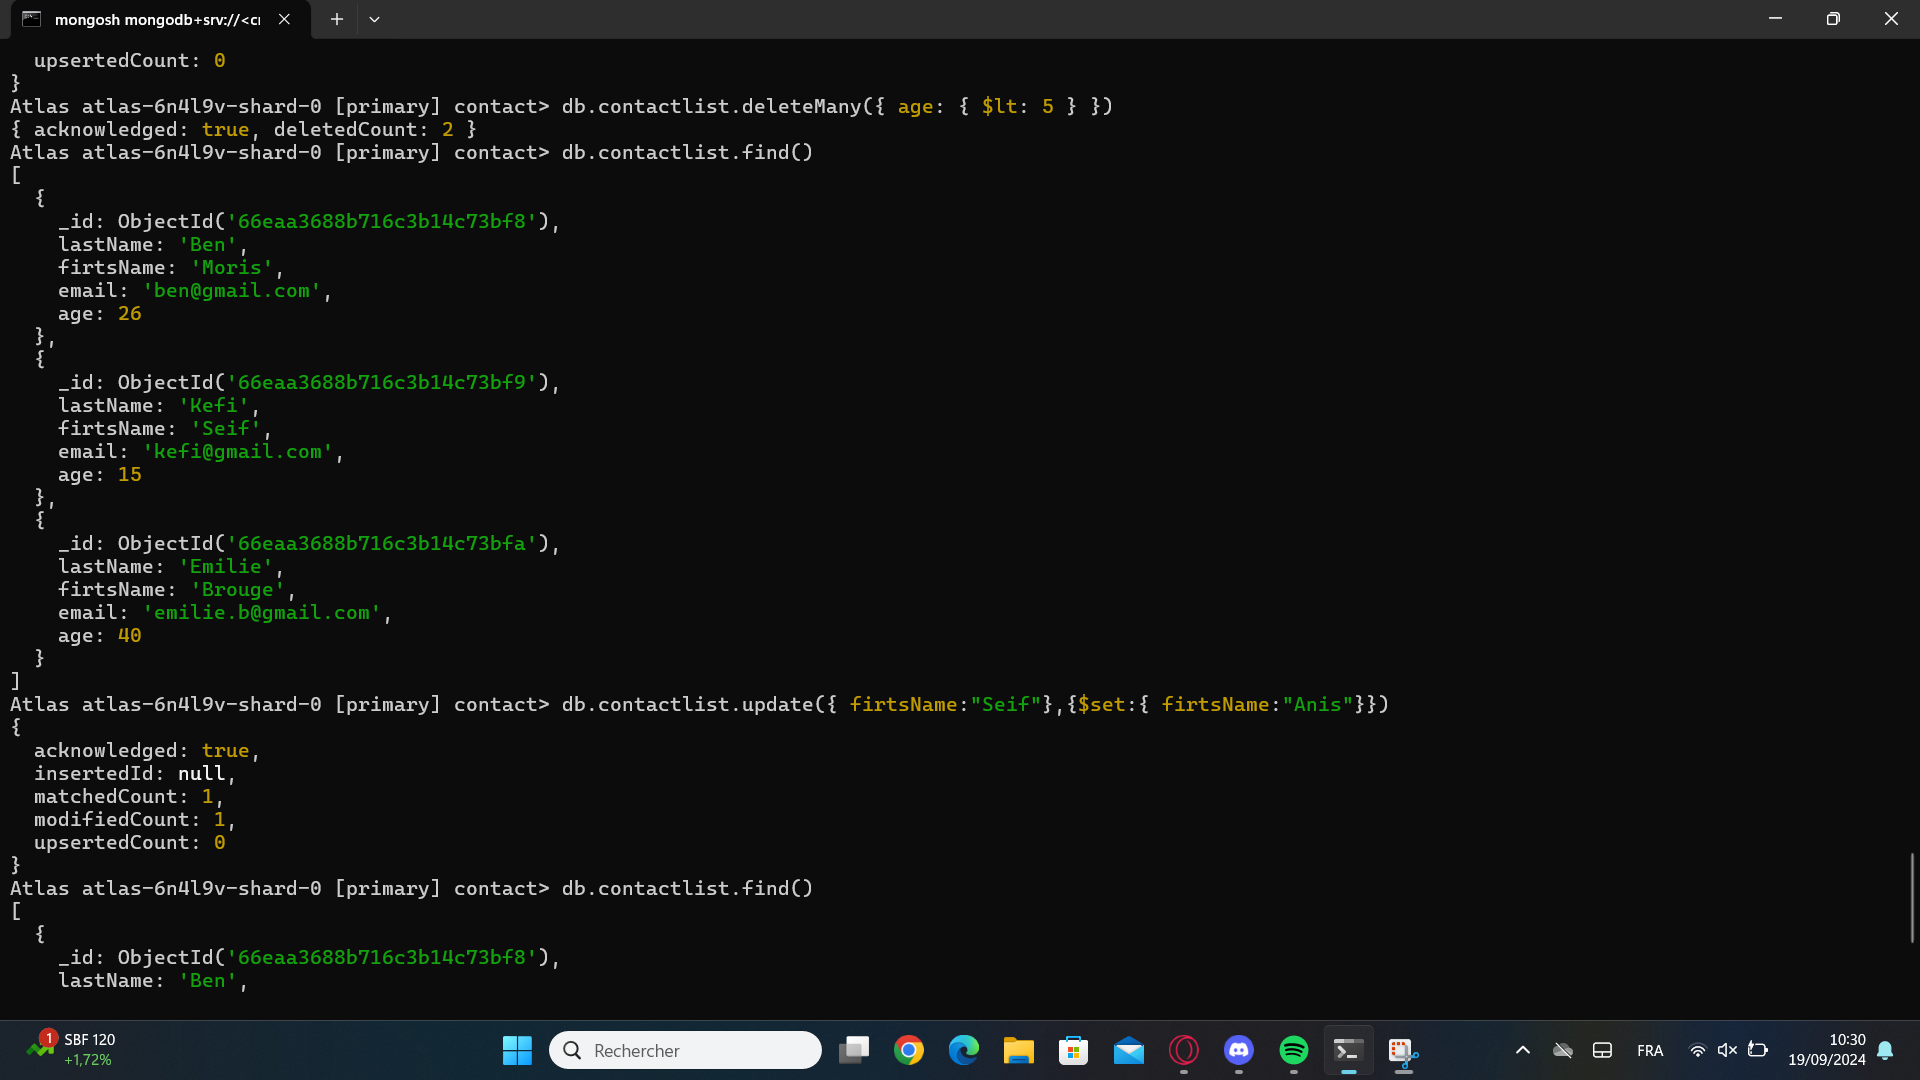 mongosh mongodb+srv://<cr
  upsertedCount: 0
}
Atlas atlas-6n4l9v-shard-0 [primary] contact> db.contactlist.deleteMany({ age: { $lt: 5 } })
{ acknowledged: true, deletedCount: 2 }
Atlas atlas-6n4l9v-shard-0 [primary] contact> db.contactlist.find()
[
  {
    _id: ObjectId('66eaa3688b716c3b14c73bf8'),
    lastName: 'Ben',
    firtsName: 'Moris',
    email: 'ben@gmail.com',
    age: 26
  },
  {
    _id: ObjectId('66eaa3688b716c3b14c73bf9'),
    lastName: 'Kefi',
    firtsName: 'Seif',
    email: 'kefi@gmail.com',
    age: 15
  },
  {
    _id: ObjectId('66eaa3688b716c3b14c73bfa'),
    lastName: 'Emilie',
    firtsName: 'Brouge',
    email: 'emilie.b@gmail.com',
    age: 40
  }
]
Atlas atlas-6n4l9v-shard-0 [primary] contact> db.contactlist.update({ firtsName:"Seif"},{$set:{ firtsName:"Anis"}})
{
  acknowledged: true,
  insertedId: null,
  matchedCount: 1,
  modifiedCount: 1,
  upsertedCount: 0
}
Atlas atlas-6n4l9v-shard-0 [primary] contact> db.contactlist.find()
[
  {
    _id: ObjectId('66eaa3688b716c3b14c73bf8'),
    lastName: 'Ben',
1
SBF 120
+1,72%
Rechercher
FRA
10:30
19/09/2024